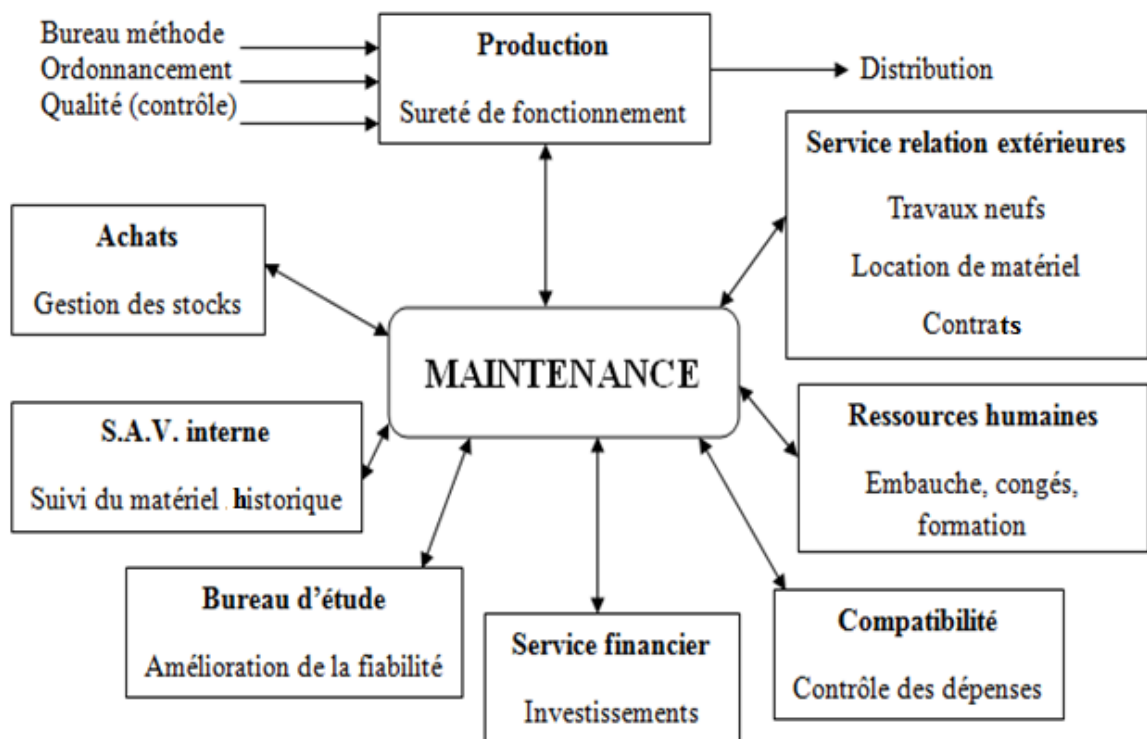 Bureau méthode
Ordonnancement
Qualité (contrôle)
Production
Sureté de fonctionnement
Distribution
Service relation extérieures
Travaux neufs
Location de matériel
Contrats
Achats
Gestion des stocks
MAINTENANCE
S.A.V. interne
Suivi du matériel historique
Ressources humaines
Embauche, congés,
formation
Bureau d'étude
Amélioration de la fiabilité
Service financier
Investissements
Compatibilité
Contrôle des dépenses